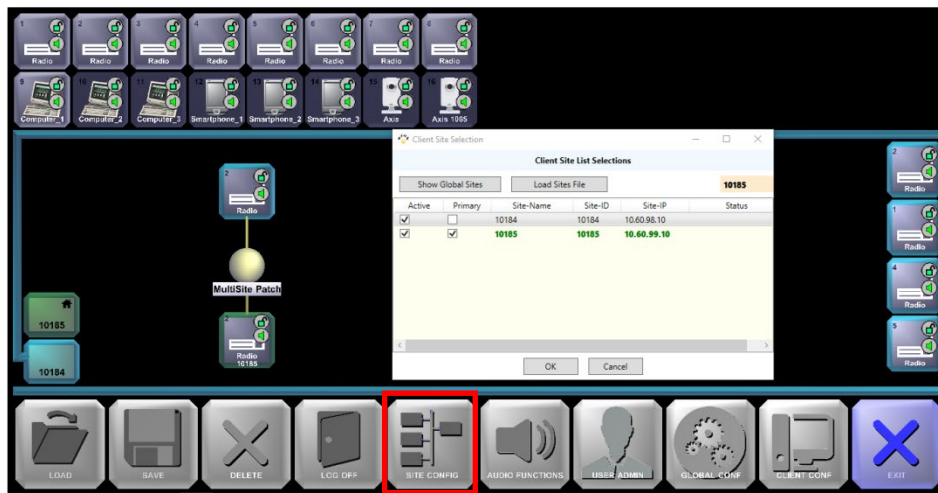 1 2 3 4 5 6 7 8
Radio Radio Radio Radio Radio Radio Radio Radio
9 10 11 12 13 14 15 16
Computer_1 Computer_2 Computer_3 Smartphone_1 Smartphone_2 Smartphone_3 Axis Axis 1065
Client Site Selection
Client Site List Selections
Show Global Sites Load Sites File 10185
Active Primary Site-Name Site-ID Site-IP Status
10184 10184 10.60.98.10
10185 10185 10.60.99.10
OK Cancel
2
Radio
MultiSite Patch
2
Radio
10185
10185
10184
2
Radio
1
Radio
4
Radio
5
Radio
LOAD SAVE DELETE LOG OFF SITE CONFIG AUDIO FUNCTIONS USER ADMIN GLOBAL CONF CLIENT CONF EXIT